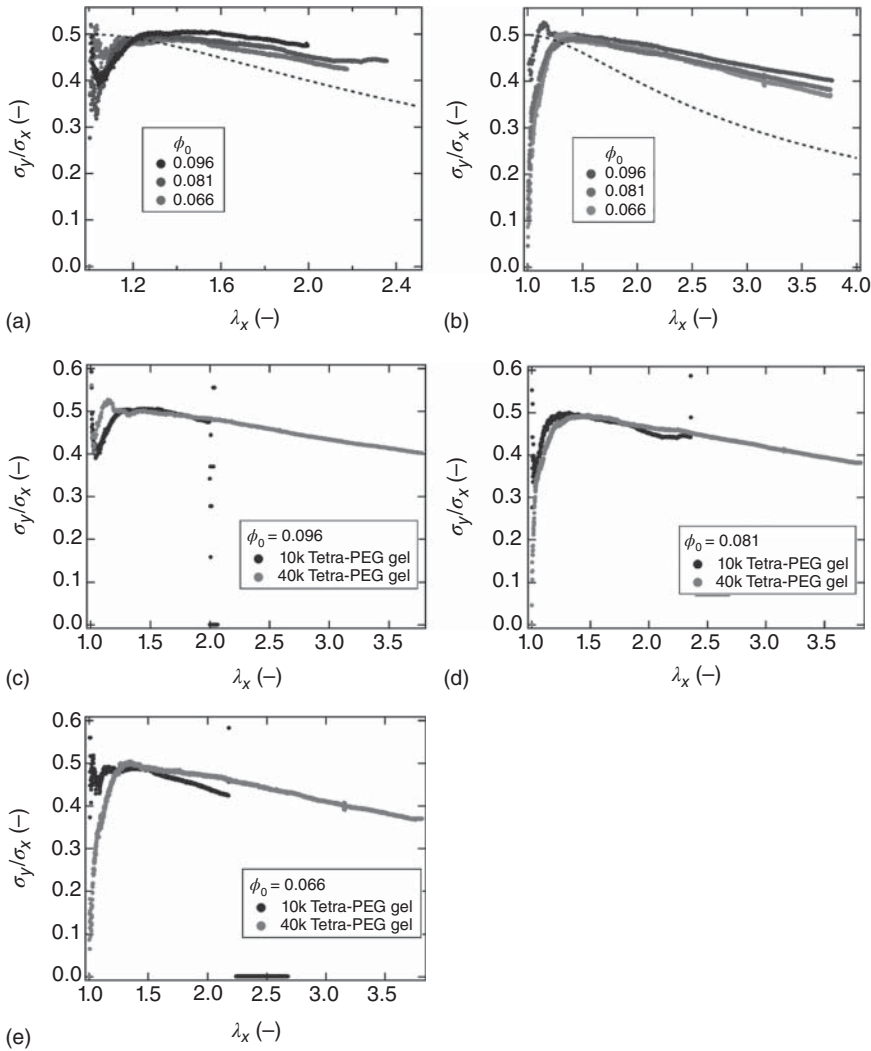 0.5
0.4
0.3
0.2
0.1
0.0
σy/σx (–)
ϕ0
0.096
0.081
0.066
1.2 1.6 2.0 2.4
(a)
λx (–)
0.5
0.4
0.3
0.2
0.1
0.0
σy/σx (–)
ϕ0
0.096
0.081
0.066
1.0 1.5 2.0 2.5 3.0 3.5 4.0
(b)
λx (–)
0.6
0.5
0.4
0.3
0.2
0.1
0.0
σy/σx (–)
ϕ0 = 0.096
10k Tetra-PEG gel
40k Tetra-PEG gel
1.0 1.5 2.0 2.5 3.0 3.5
(c)
λx (–)
0.6
0.5
0.4
0.3
0.2
0.1
0.0
σy/σx (–)
ϕ0 = 0.081
10k Tetra-PEG gel
40k Tetra-PEG gel
1.0 1.5 2.0 2.5 3.0 3.5
(d)
λx (–)
0.6
0.5
0.4
0.3
0.2
0.1
0.0
σy/σx (–)
ϕ0 = 0.066
10k Tetra-PEG gel
40k Tetra-PEG gel
1.0 1.5 2.0 2.5 3.0 3.5
(e)
λx (–)